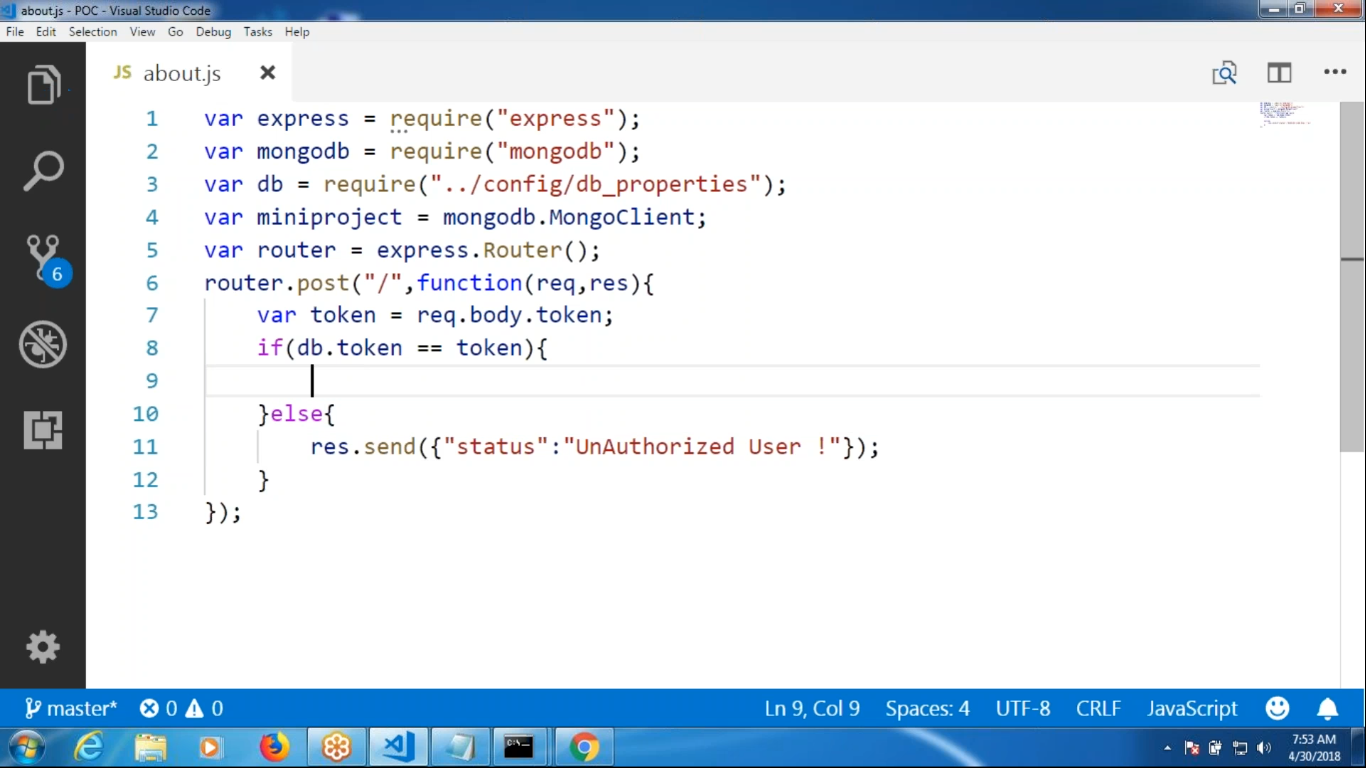 about.js - POC - Visual Studio Code
File Edit Selection View Go Debug Tasks Help
JS about.js
1 var express = require("express");
2 var mongodb = require("mongodb");
3 var db = require("../config/db_properties");
4 var miniproject = mongodb.MongoClient;
5 var router = express.Router();
6 router.post("/",function(req,res){
7 var token = req.body.token;
8 if(db.token == token){
9
10 }else{
11 res.send({"status":"UnAuthorized User !"});
12 }
13 });
6
master* 0 0 Ln 9, Col 9 Spaces: 4 UTF-8 CRLF JavaScript
7:53 AM
4/30/2018